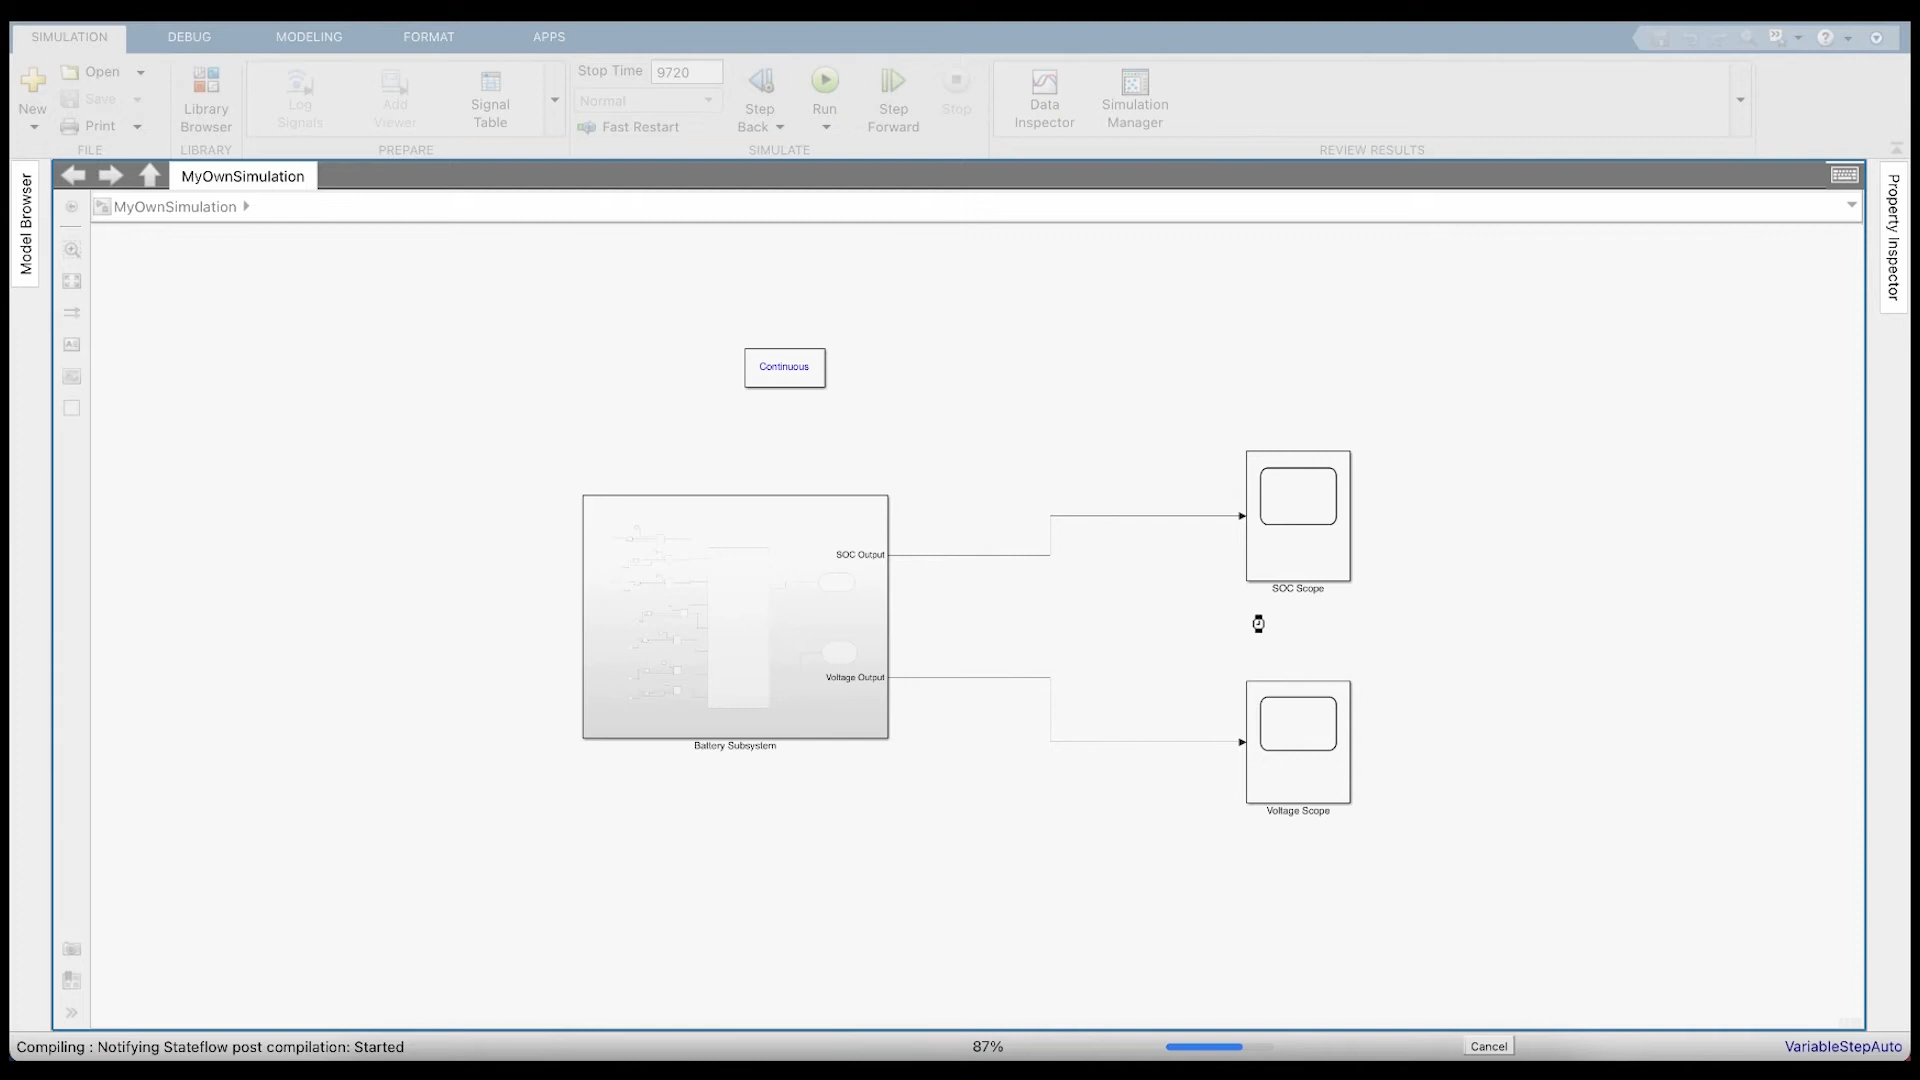 SIMULATION DEBUG MODELING FORMAT APPS
New
Open
Save
Print
FILE
Library
Browser
LIBRARY
Log
Signals
Add
Viewer
Signal
Table
PREPARE
Stop Time 9720
Normal
Fast Restart
Step
Back
Run
Step
Forward
Stop
SIMULATE
Data
Inspector
Simulation
Manager
REVIEW RESULTS
Model Browser
MyOwnSimulation
MyOwnSimulation
Property Inspector
Continuous
SOC Output
Voltage Output
Battery Subsystem
SOC Scope
Voltage Scope
Compiling : Notifying Stateflow post compilation: Started 87% Cancel VariableStepAuto